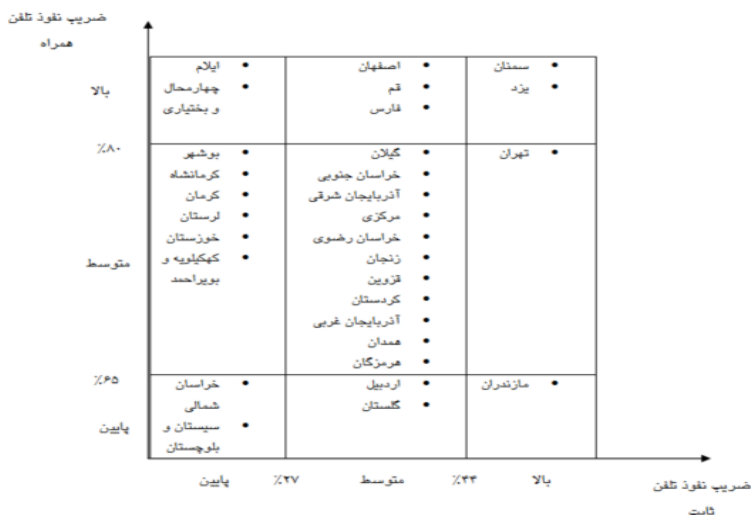 ضریب نفوذ تلفن
همراه
بالا
٪۸۰
متوسط
٪۶۵
پایین
سمنان
یزد
اصفهان
قم
فارس
ایلام
چهارمحال
و بختیاری
تهران
گیلان
خراسان جنوبی
آذربایجان شرقی
مرکزی
خراسان رضوی
زنجان
قزوین
کردستان
آذربایجان غربی
همدان
هرمزگان
بوشهر
کرمانشاه
کرمان
لرستان
خوزستان
کهکیلویه و
بویراحمد
مازندران
اردبیل
گلستان
خراسان
شمالی
سیستان و
بلوچستان
پایین
٪۲۷
متوسط
٪۴۴
بالا
ضریب نفوذ تلفن
ثابت